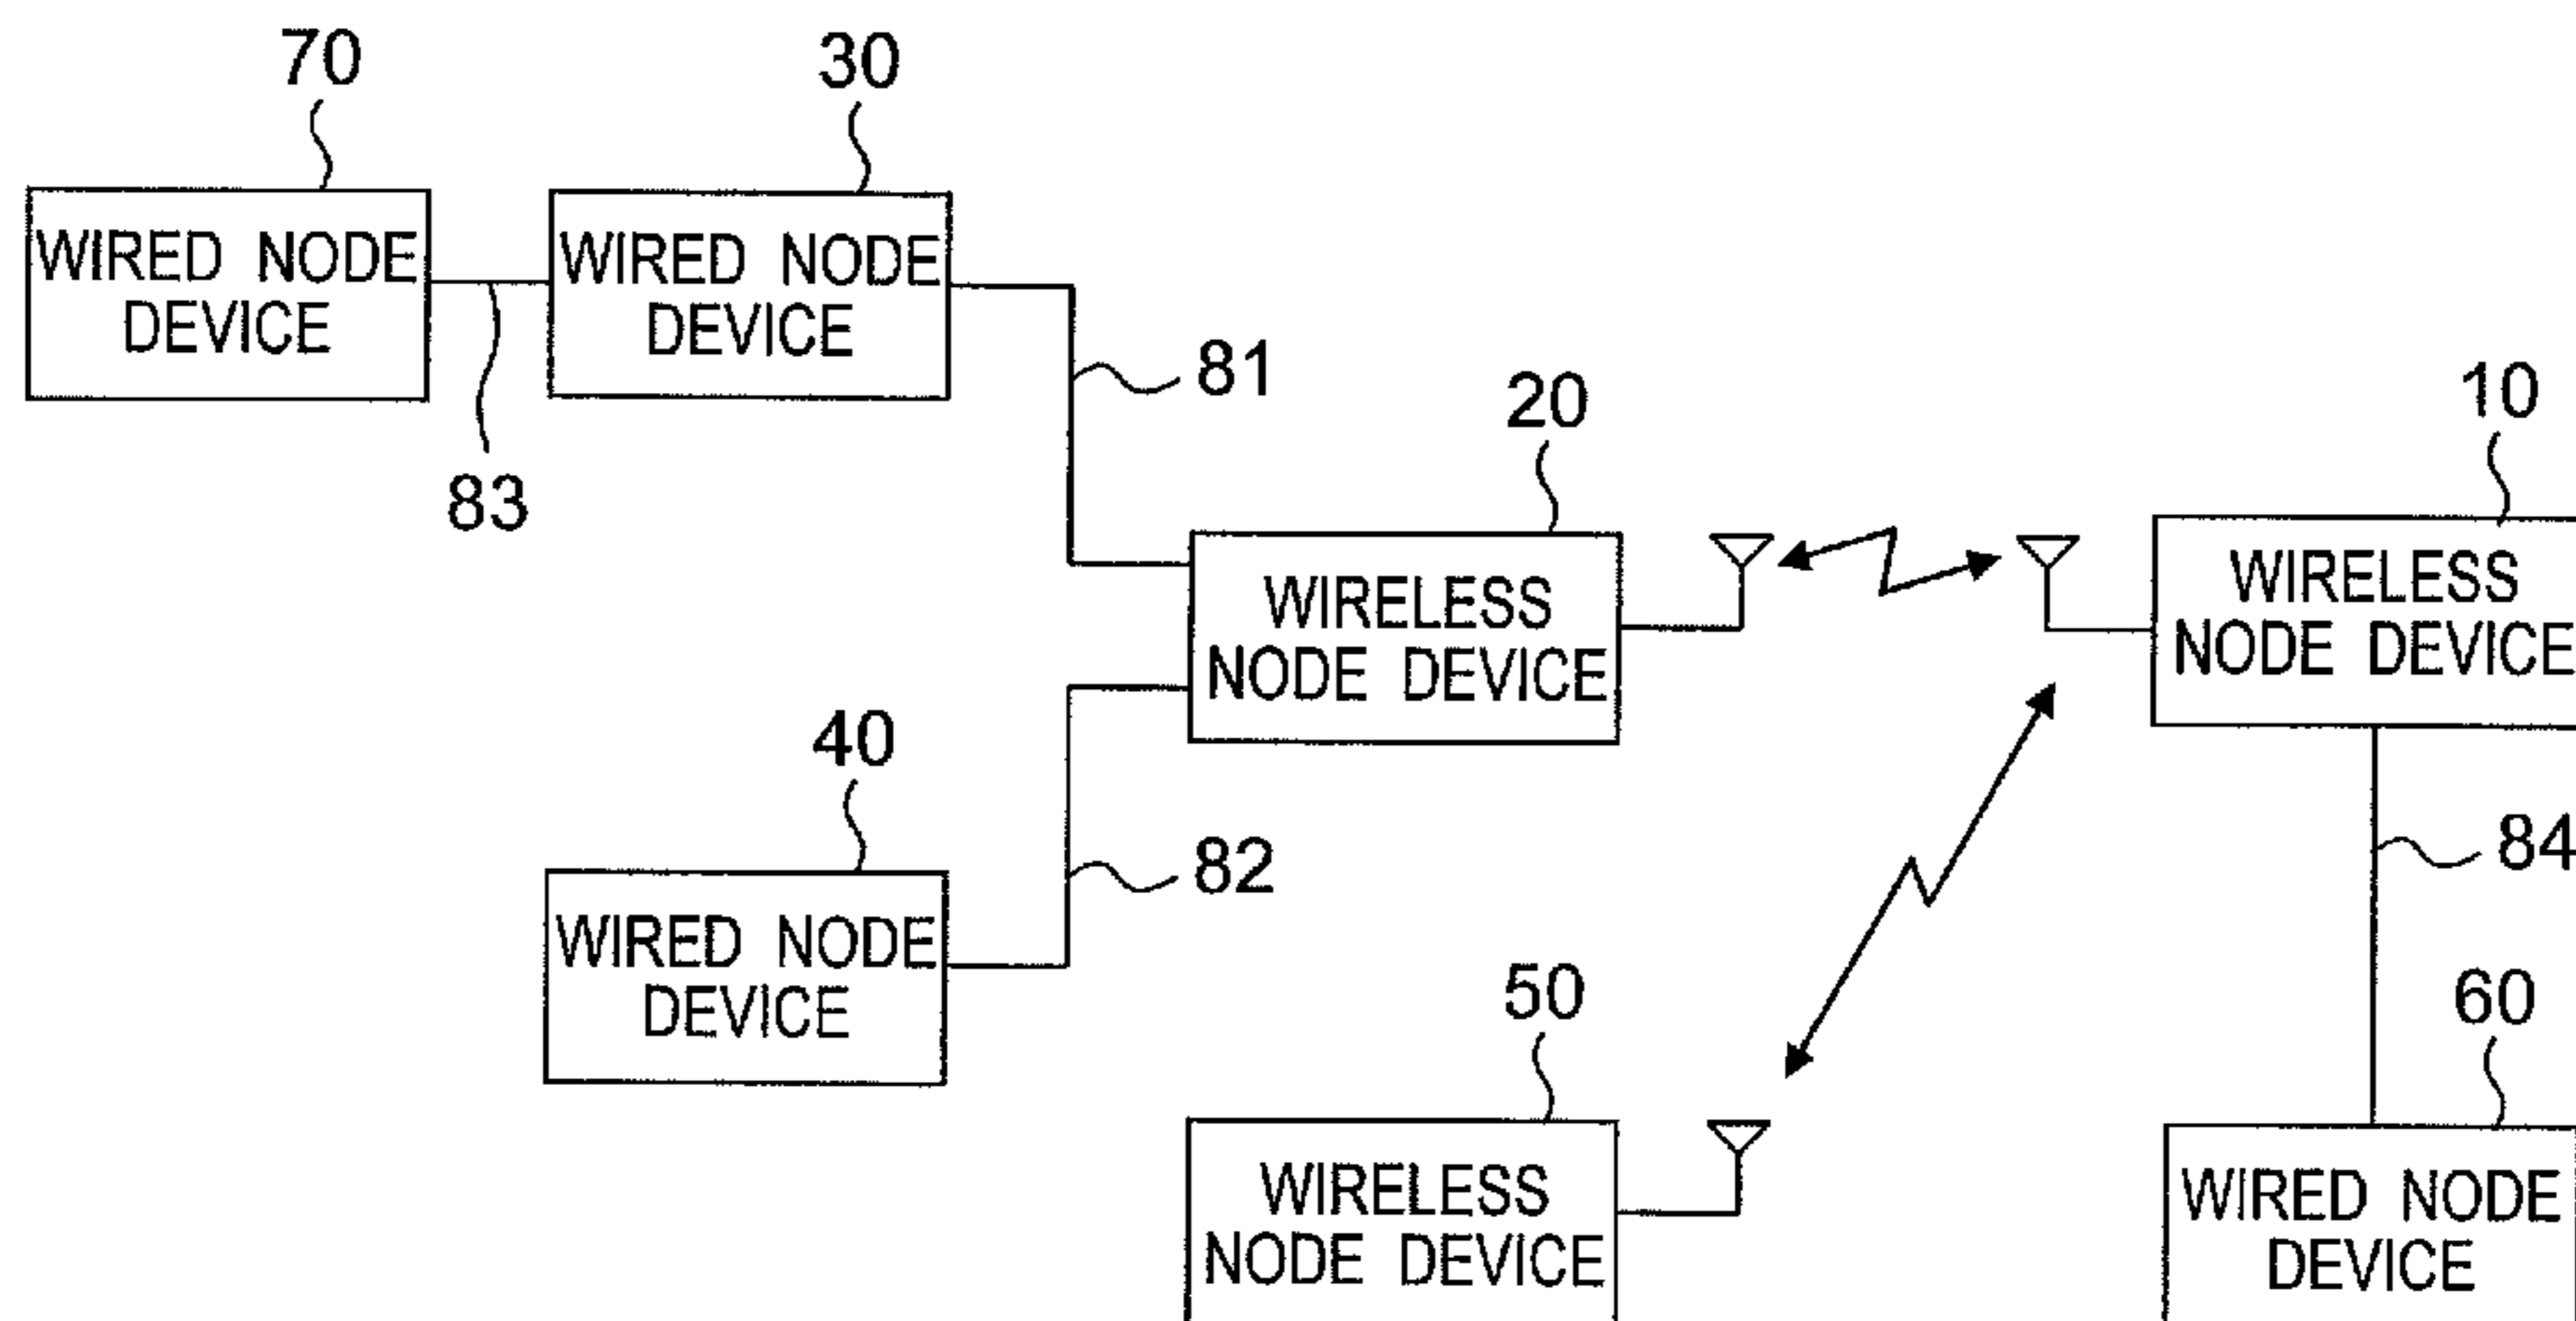 70
30
WIRED NODE
DEVICE
WIRED NODE
DEVICE
81
83
20
10
WIRELESS
NODE DEVICE
WIRELESS
NODE DEVICE
40
82
84
WIRED NODE
DEVICE
50
60
WIRELESS
NODE DEVICE
WIRED NODE
DEVICE